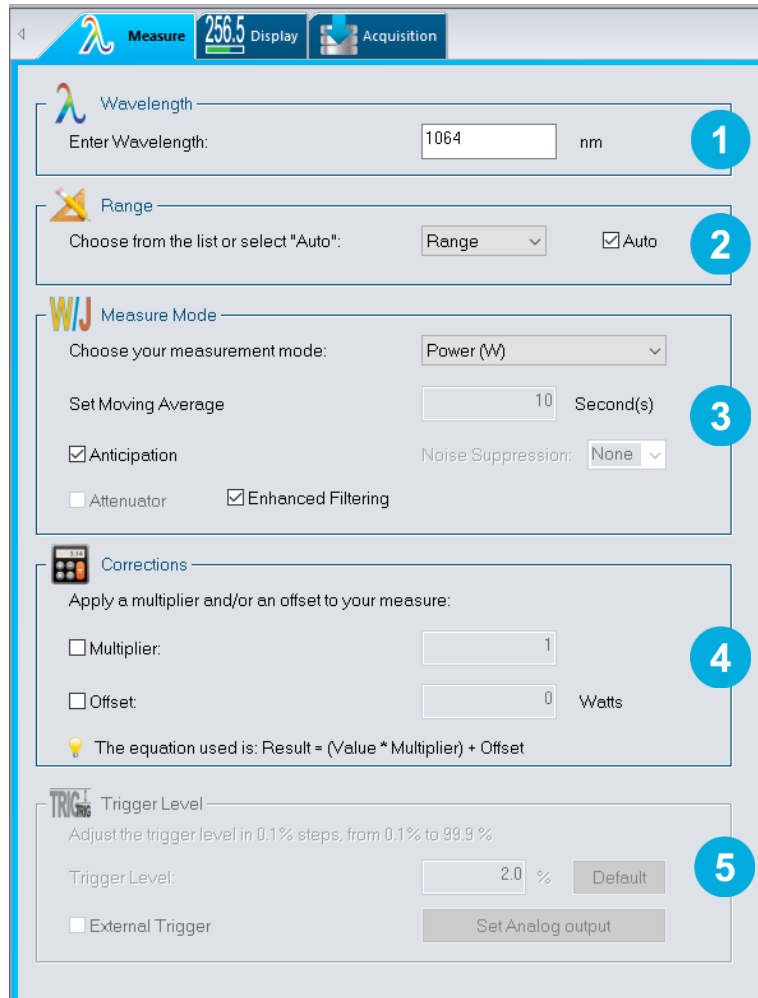 Measure 256.5 Display Acquisition
λ Wavelength
Enter Wavelength: 1064 nm 1
Range
Choose from the list or select "Auto": Range Auto 2
W/J Measure Mode
Choose your measurement mode: Power (W)
Set Moving Average 10 Second(s) 3
Anticipation Noise Suppression: None
Attenuator Enhanced Filtering
3.14 Corrections
Apply a multiplier and/or an offset to your measure:
Multiplier: 1 4
Offset: 0 Watts
The equation used is: Result = (Value * Multiplier) + Offset
TRIG TRIG Trigger Level
Adjust the trigger level in 0.1% steps, from 0.1% to 99.9 %
Trigger Level: 2.0 % Default 5
External Trigger Set Analog output